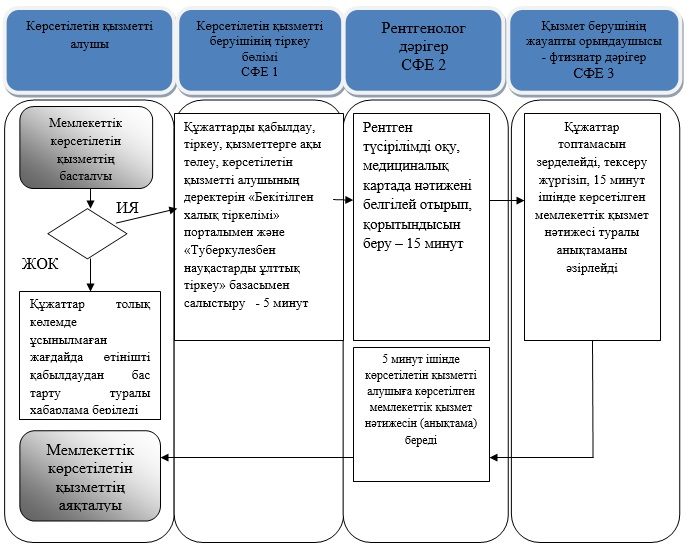 Көрсетілетін қызметті
алушы
Көрсетілетін қызметті
беруішінің тіркеу
бөлімі
СФЕ 1
Рентгенолог
дәрігер
СФЕ 2
Қызмет берушінің
жауапты орындаушысы
- фтизиатр дәрігер
СФЕ 3
Мемлекеттік
көрсетілетін
қызметтің
басталуы
ИЯ
ЖОК
Құжаттар толық
көлемде
ұсынылмаған
жағдайда өтінішті
қабылдаудан бас
тарту туралы
хабарлама беріледі
Мемлекеттік
көрсетілетін
қызметтің
аяқталуы
Құжаттарды қабылдау,
тіркеу, қызметтерге ақы
төлеу, көрсетілетін
қызметті алушының
деректерін «Бекітілген
халық тіркелімі»
порталымен және
«Туберкулезбен
науқастарды ұлттық
тіркеу» базасымен
салыстыру - 5 минут
Рентген
түсірілімді оқу,
медициналық
картада нәтижені
белгілей отырып,
қорытындысын
беру – 15 минут
5 минут ішінде
көрсетілетін қызметті
алушыға көрсетілген
мемлекеттік қызмет
нәтижесін (анықтама)
береді
Құжаттар
топтамасын
зерделейді, тексеру
жүргізіп, 15 минут
ішінде көрсетілген
мемлекеттік қызмет
нәтижесі туралы
анықтаманы
әзірлейді